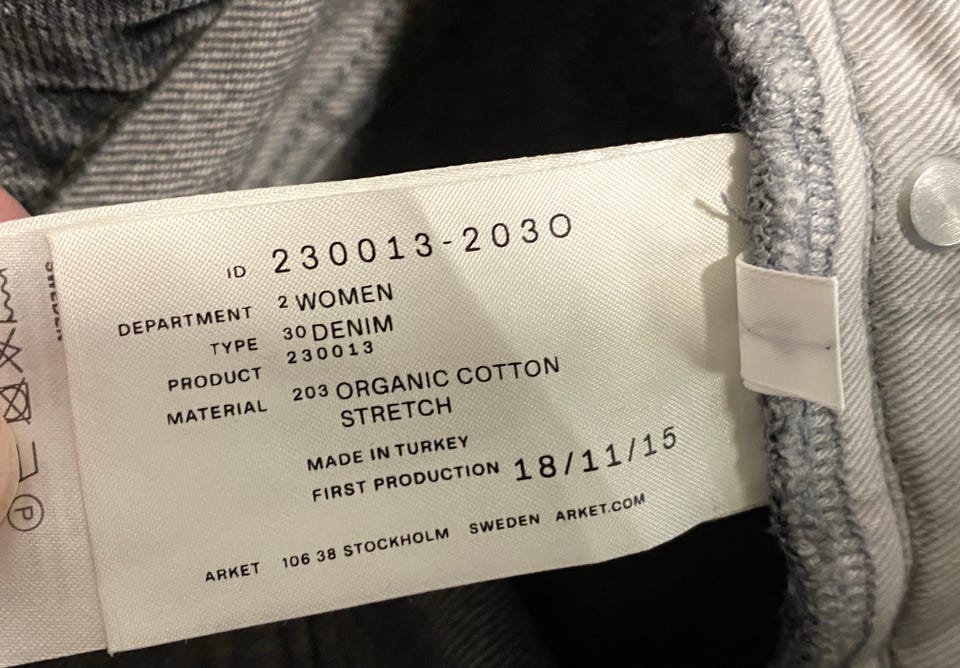 ID 230013-2030
DEPARTMENT 2 WOMEN
TYPE 30 DENIM
PRODUCT 230013
MATERIAL 203 ORGANIC COTTON
STRETCH
MADE IN TURKEY
FIRST PRODUCTION 18/11/15
ARKET 106 38 STOCKHOLM SWEDEN ARKET.COM
SWEDEN
P